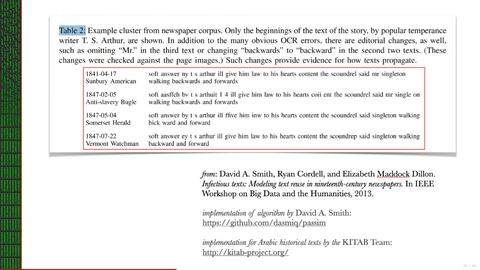 Table 2: Example cluster from newspaper corpus. Only the beginnings of the text of the story, by popular temperance
writer T. S. Arthur, are shown. In addition to the many obvious OCR errors, there are editorial changes, as well,
such as omitting “Mr.” in the third text or changing “backwards” to “backward” in the second two texts. (These
changes were checked against the page images.) Such changes provide evidence for how texts propagate.
1841-04-17 soft answer my t s arthur ill give him law to his hearts content the scoundrel said mr singleton
Sunbury American walking backwards and forwards
1847-02-05 soft aasffch bv t s arthuit 1 4 ill give him law to his hearts coii ent the scoundrel said mr single on
Anti-slavery Bugle walking backwards and forwards
1847-05-04 soft answer by t s arthur ill ffive him inw to his hearts content the scoundrel said singleton walking
Somerset Herald bick ward and forward
1847-07-22 soft answer ey t s arthur ill give him law to his hearts content the scoundrep said singleton walking
Vermont Watchman backward and forward
from: David A. Smith, Ryan Cordell, and Elizabeth Maddock Dillon.
Infectious texts: Modeling text reuse in nineteenth-century newspapers. In IEEE
Workshop on Big Data and the Humanities, 2013.
implementation of algorithm by David A. Smith:
https://github.com/dasmiq/passim
implementation for Arabic historical texts by the KITAB Team:
http://kitab-project.org/